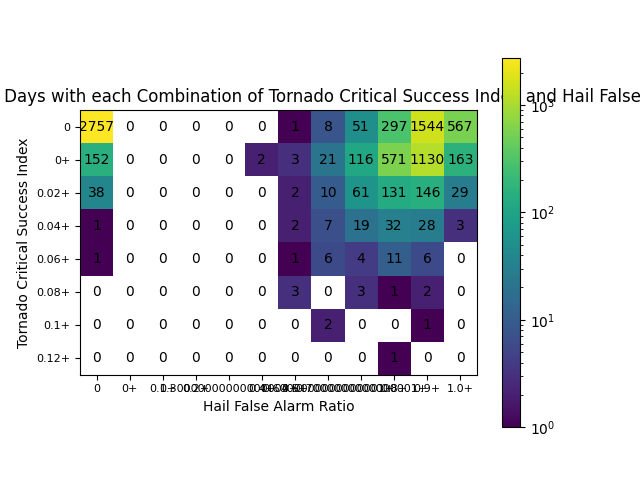 Days with each Combination of Tornado Critical Success Index and Hail False
Tornado Critical Success Index
0 2757 0 0 0 0 0 1 8 51 297 1544 567
0+ 152 0 0 0 0 2 3 21 116 571 1130 163
0.02+ 38 0 0 0 0 0 2 10 61 131 146 29
0.04+ 1 0 0 0 0 0 2 7 19 32 28 3
0.06+ 1 0 0 0 0 0 1 6 4 11 6 0
0.08+ 0 0 0 0 0 0 3 0 3 1 2 0
0.1+ 0 0 0 0 0 0 0 2 0 0 1 0
0.12+ 0 0 0 0 0 0 0 0 0 1 0 0
0 0+ 0.1+ 0.9+ 1.0+
Hail False Alarm Ratio
10³
10²
10¹
10⁰